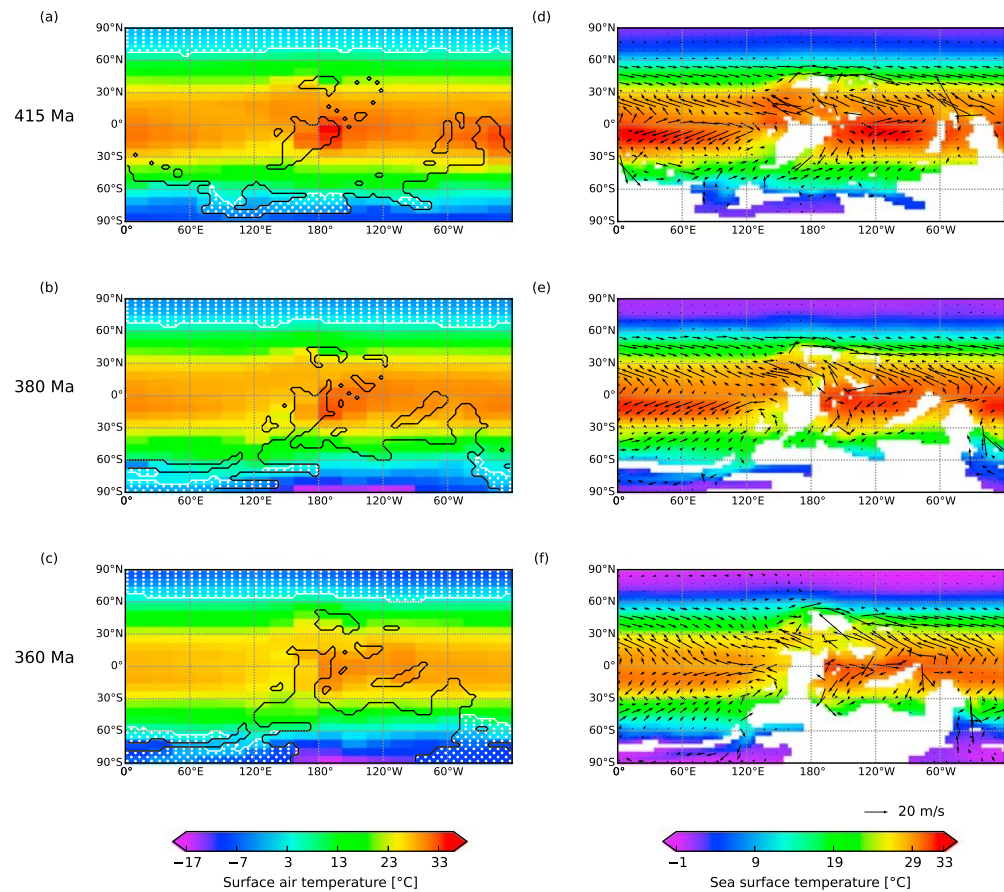 (a)
(d)
415 Ma
90°N
60°N
30°N
0°
30°S
60°S
90°S
0° 60°E 120°E 180° 120°W 60°W
90°N
60°N
30°N
0°
30°S
60°S
90°S
0° 60°E 120°E 180° 120°W 60°W
(b)
(e)
380 Ma
90°N
60°N
30°N
0°
30°S
60°S
90°S
0° 60°E 120°E 180° 120°W 60°W
90°N
60°N
30°N
0°
30°S
60°S
90°S
0° 60°E 120°E 180° 120°W 60°W
(c)
(f)
360 Ma
90°N
60°N
30°N
0°
30°S
60°S
90°S
0° 60°E 120°E 180° 120°W 60°W
90°N
60°N
30°N
0°
30°S
60°S
90°S
0° 60°E 120°E 180° 120°W 60°W
20 m/s
−17 −7 3 13 23 33
Surface air temperature [°C]
−1 9 19 29 33
Sea surface temperature [°C]